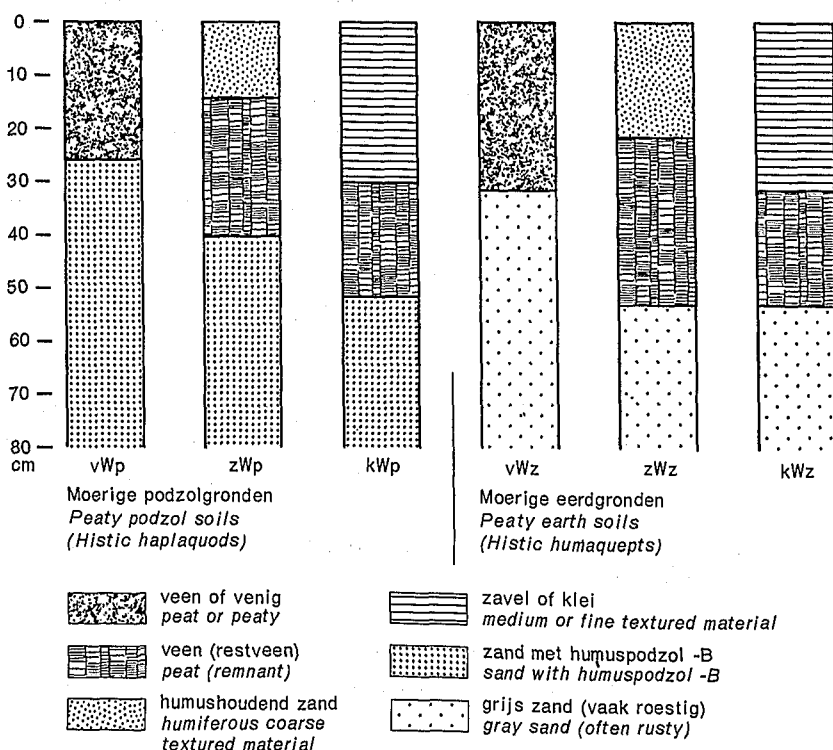 0
10
20
30
40
50
60
70
80
cm
vWp
zWp
kWp
vWz
zWz
kWz
Moerige podzolgronden
Peaty podzol soils
(Histic haplaquods)
Moerige eerdgronden
Peaty earth soils
(Histic humaquepts)
veen of venig
peat or peaty
veen (restveen)
peat (remnant)
humushoudend zand
humiferous coarse
textured material
zavel of klei
medium or fine textured material
zand met humuspodzol -B
sand with humuspodzol -B
grijs zand (vaak roestig)
gray sand (often rusty)